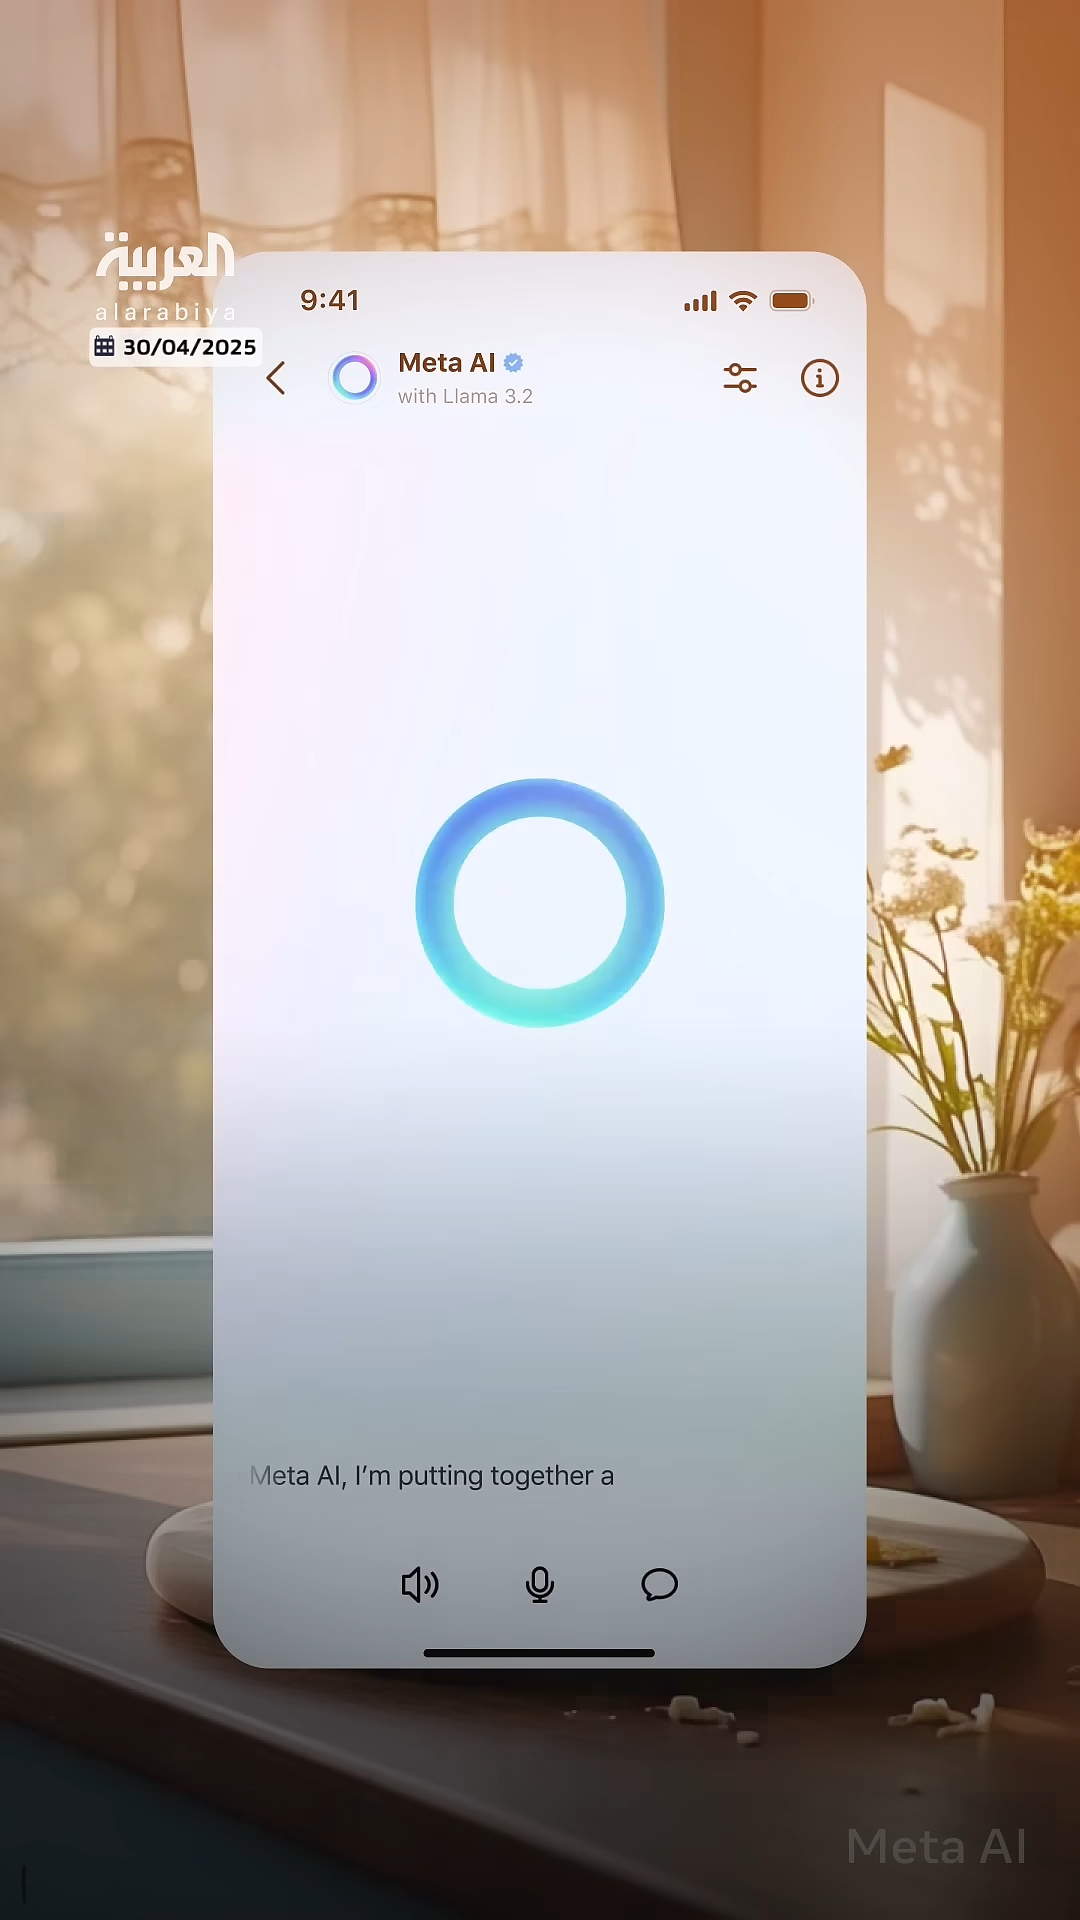 العربية
alarabiya
30/04/2025
9:41
Meta AI
with Llama 3.2
Meta AI, I'm putting together a
Meta AI